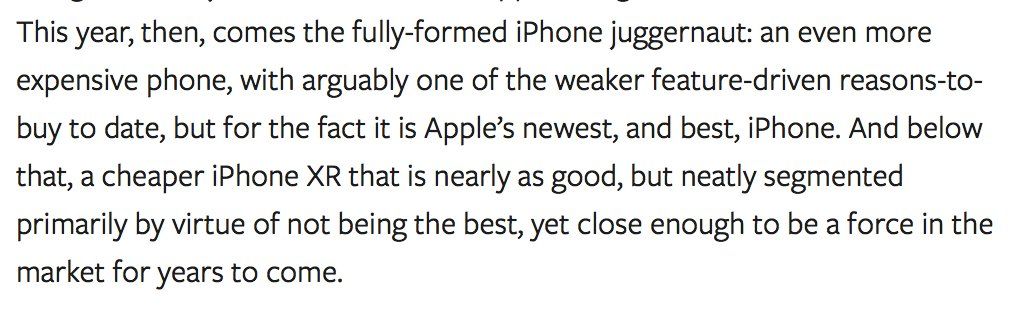 This year, then, comes the fully-formed iPhone juggernaut: an even more
expensive phone, with arguably one of the weaker feature-driven reasons-to-
buy to date, but for the fact it is Apple’s newest, and best, iPhone. And below
that, a cheaper iPhone XR that is nearly as good, but neatly segmented
primarily by virtue of not being the best, yet close enough to be a force in the
market for years to come.